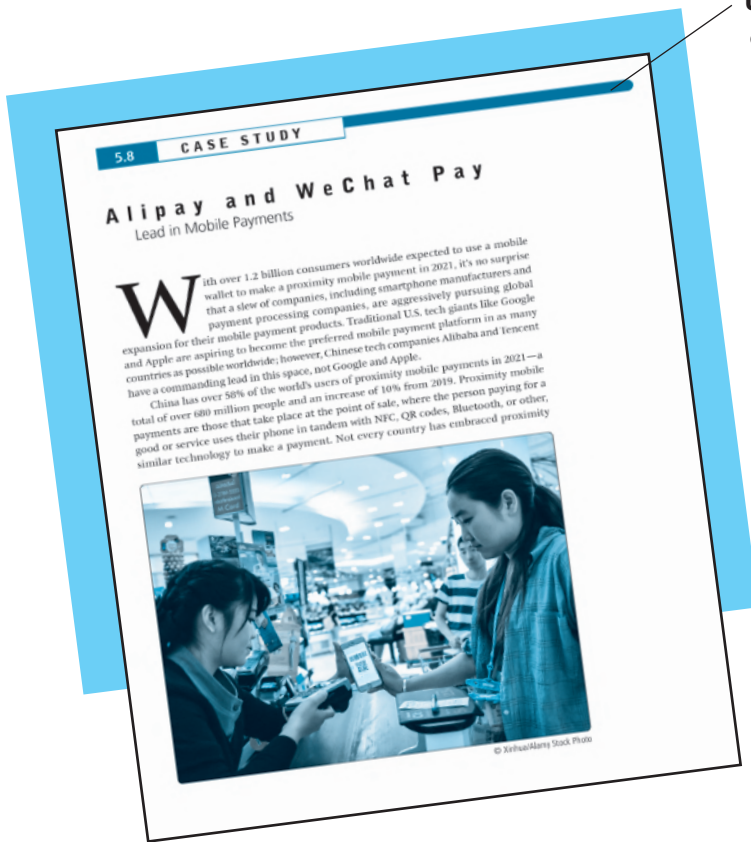 5.8 CASE STUDY
Alipay and WeChat Pay
Lead in Mobile Payments
With over 1.2 billion consumers worldwide expected to use a mobile
wallet to make a proximity mobile payment in 2021, it's no surprise
that a slew of companies, including smartphone manufacturers and
payment processing companies, are aggressively pursuing global
expansion for their mobile payment products. Traditional U.S. tech giants like Google
and Apple are aspiring to become the preferred mobile payment platform in as many
countries as possible worldwide; however, Chinese tech companies Alibaba and Tencent
have a commanding lead in this space, not Google and Apple.
China has over 58% of the world's users of proximity mobile payments in 2021—a
total of over 680 million people and an increase of 10% from 2019. Proximity mobile
payments are those that take place at the point of sale, where the person paying for a
good or service uses their phone in tandem with NFC, QR codes, Bluetooth, or other,
similar technology to make a payment. Not every country has embraced proximity
© Xinhua/Alamy Stock Photo